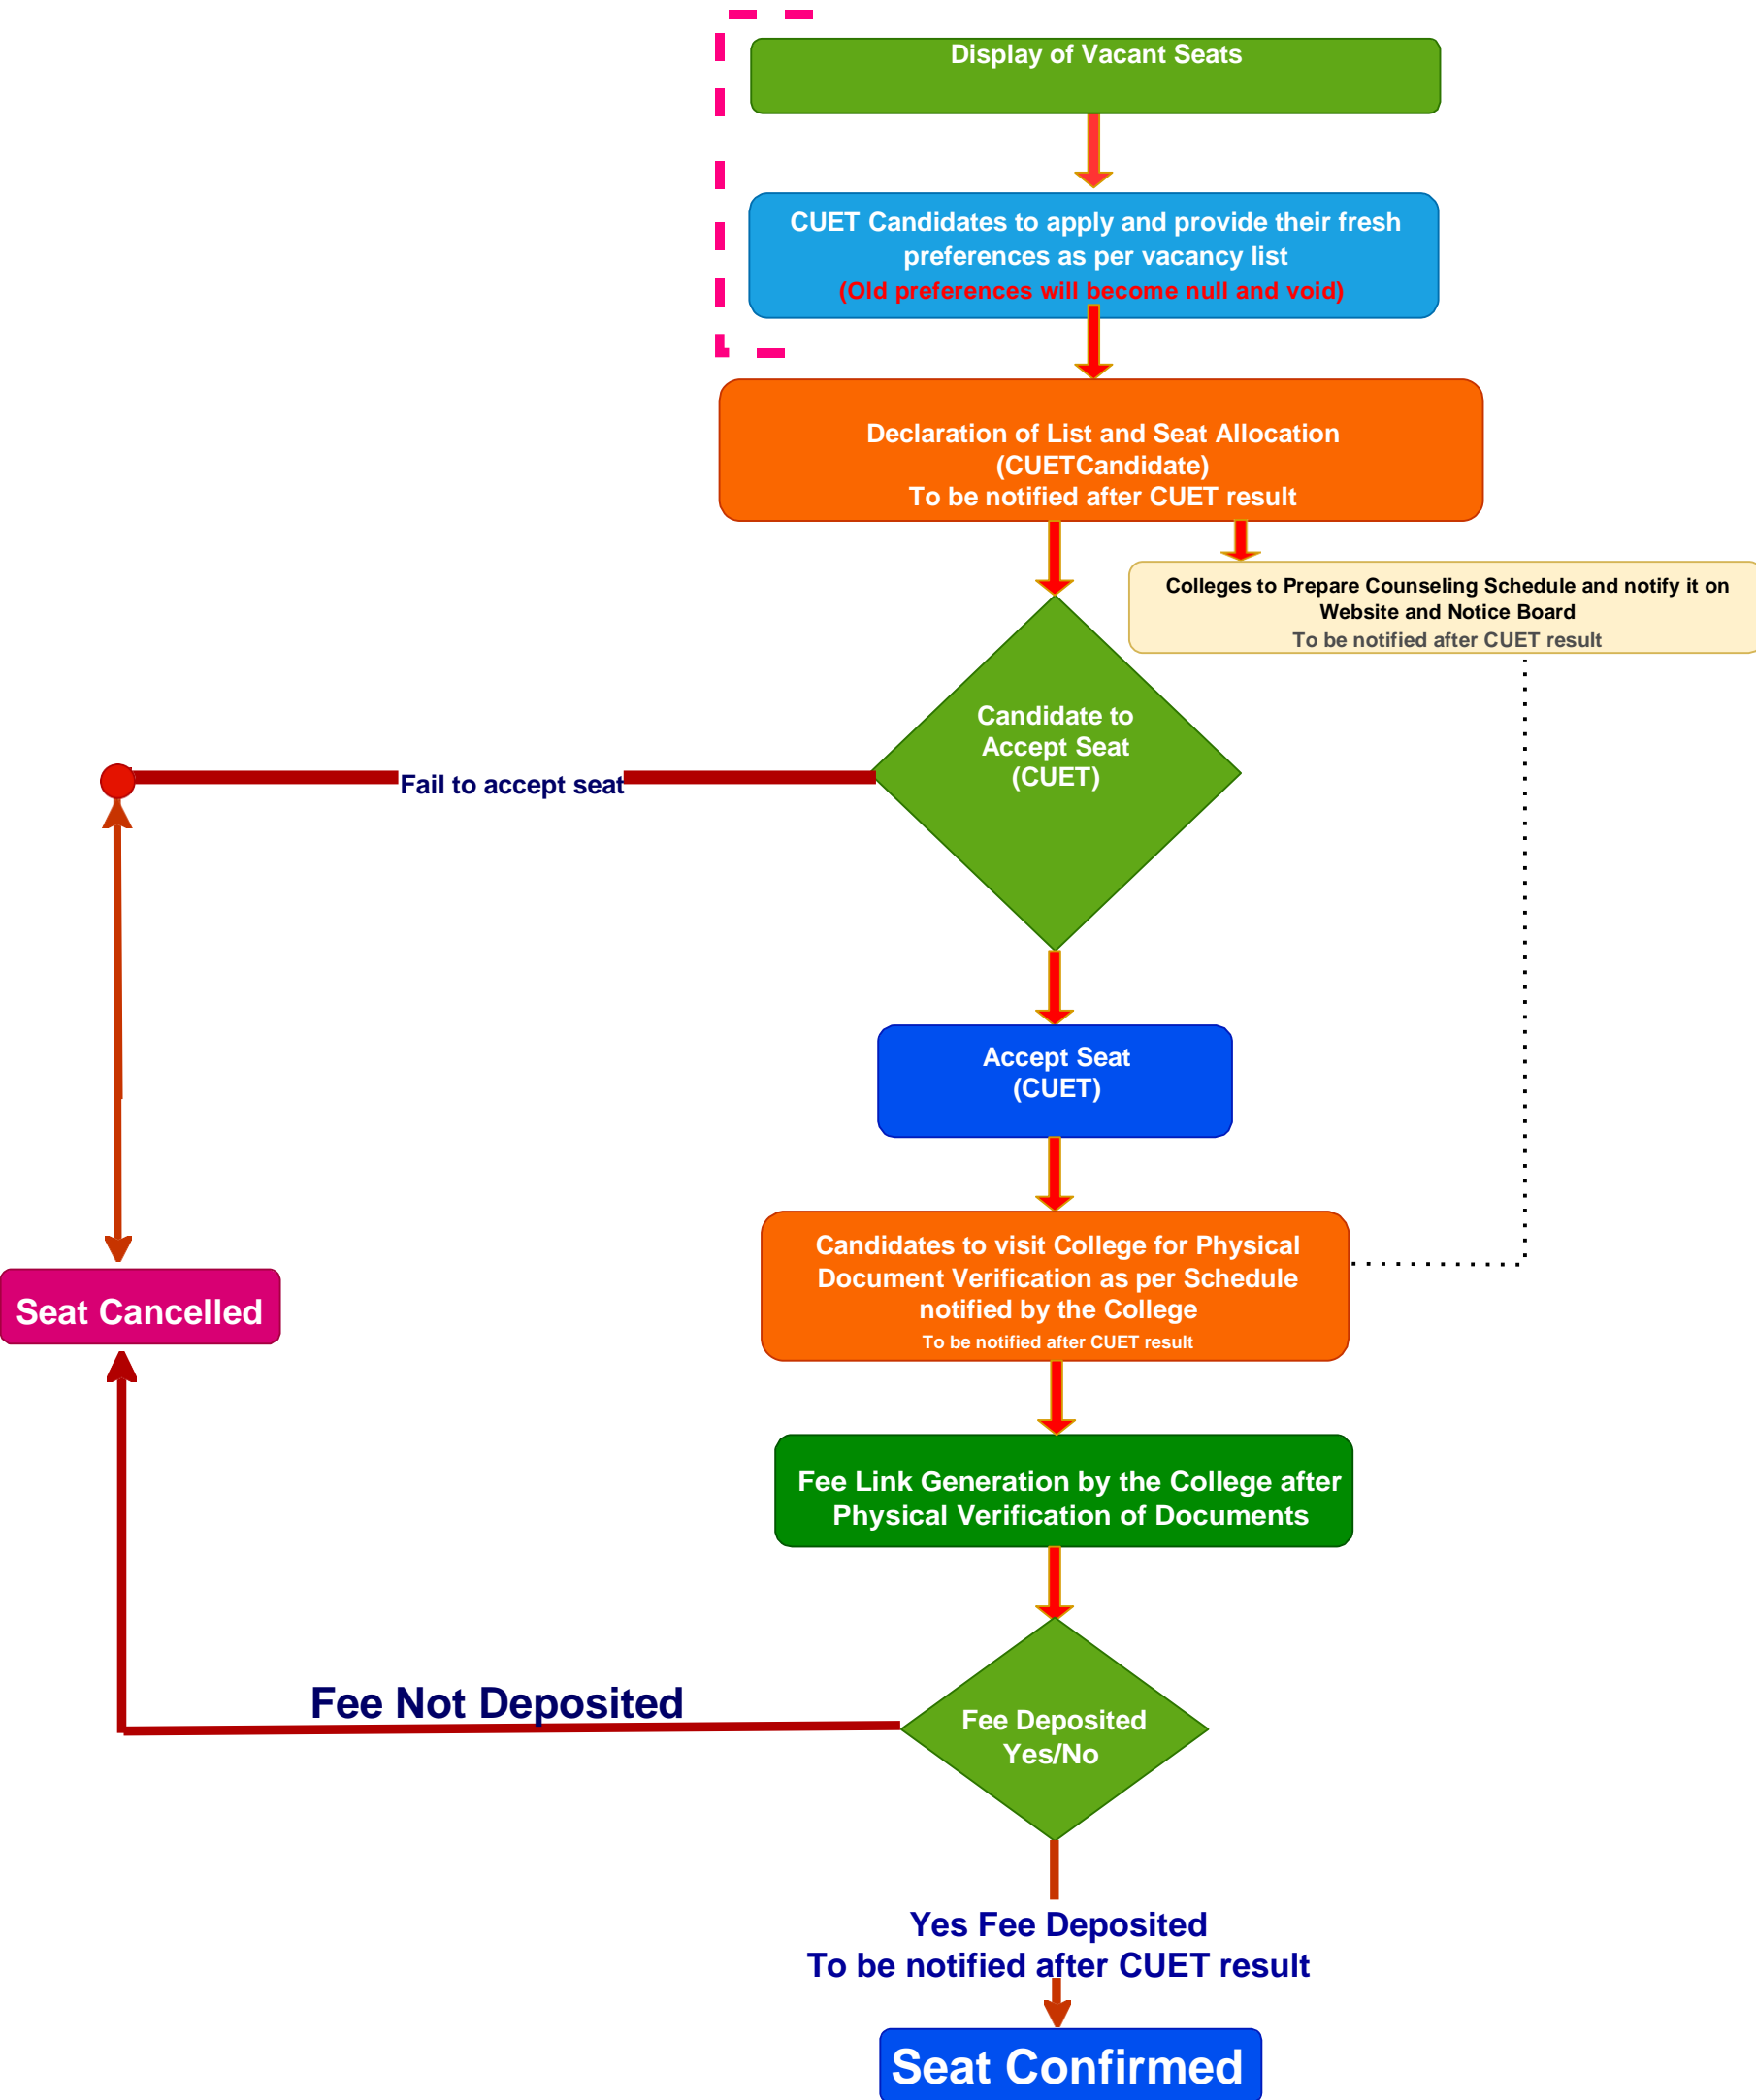 Display of Vacant Seats
CUET Candidates to apply and provide their fresh
preferences as per vacancy list
(Old preferences will become null and void)
Declaration of List and Seat Allocation
(CUETCandidate)
To be notified after CUET result
Colleges to Prepare Counseling Schedule and notify it on
Website and Notice Board
To be notified after CUET result
Candidate to
Accept Seat
(CUET)
Fail to accept seat
Accept Seat
(CUET)
Candidates to visit College for Physical
Document Verification as per Schedule
notified by the College
To be notified after CUET result
Seat Cancelled
Fee Link Generation by the College after
Physical Verification of Documents
Fee Not Deposited
Fee Deposited
Yes/No
Yes Fee Deposited
To be notified after CUET result
Seat Confirmed